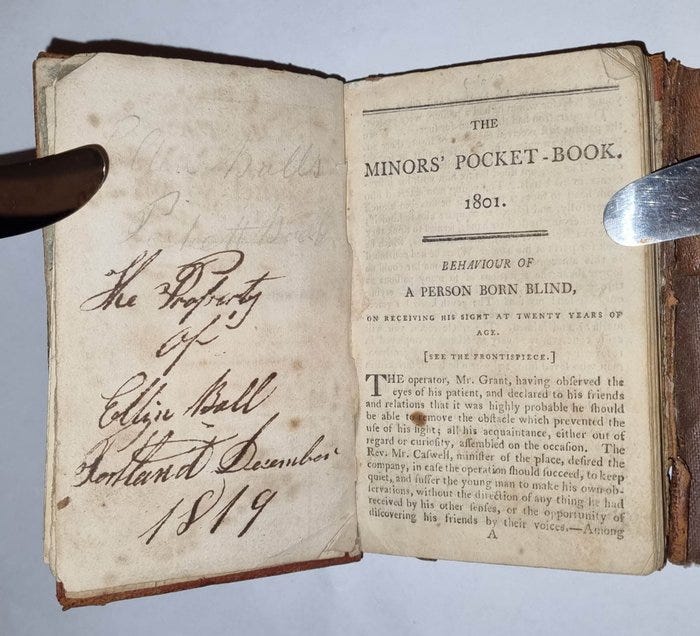 Balls
The Property
of
Ellyn Ball
Portland December
1819
THE
MINORS' POCKET-BOOK.
1801.
BEHAVIOUR OF
A PERSON BORN BLIND,
ON RECEIVING HIS SIGHT AT TWENTY YEARS OF
AGE.
[SEE THE FRONTISPIECE.]
THE operator, Mr. Grant, having obſerved the
eyes of his patient, and declared to his friends
and relations that it was highly probable he ſhould
be able to remove the obſtacle which prevented the
uſe of his ſight; all his acquaintance, either out of
regard or curioſity, aſſembled on the occaſion. The
Rev. Mr. Caſwell, miniſter of the place, deſired the
company, in caſe the operation ſhould ſucceed, to keep
quiet, and ſuffer the young man to make his own ob-
ſervations, without the direction of any thing he had
received by his other ſenſes, or the opportunity of
diſcovering his friends by their voices.—Among
A